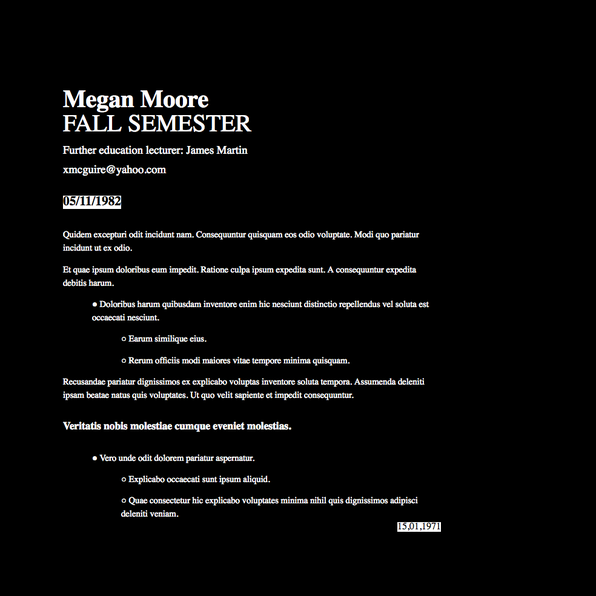 Megan Moore
FALL SEMESTER
Further education lecturer: James Martin
xmcguire@yahoo.com
05/11/1982
Quidem excepturi odit incidunt nam. Consequuntur quisquam eos odio voluptate. Modi quo pariatur
incidunt ut ex odio.
Et quae ipsum doloribus eum impedit. Ratione culpa ipsum expedita sunt. A consequuntur expedita
debitis harum.
● Doloribus harum quibusdam inventore enim hic nesciunt distinctio repellendus vel soluta est
occaecati nesciunt.
○ Earum similique eius.
○ Rerum officiis modi maiores vitae tempore minima quisquam.
Recusandae pariatur dignissimos ex explicabo voluptas inventore soluta tempora. Assumenda deleniti
ipsam beatae natus quis voluptates. Ut quo velit sapiente et impedit consequuntur.
Veritatis nobis molestiae cumque eveniet molestias.
● Vero unde odit dolorem pariatur aspernatur.
○ Explicabo occaecati sunt ipsum aliquid.
○ Quae consectetur hic explicabo voluptates minima nihil quis dignissimos adipisci
deleniti veniam.
15,01,1971